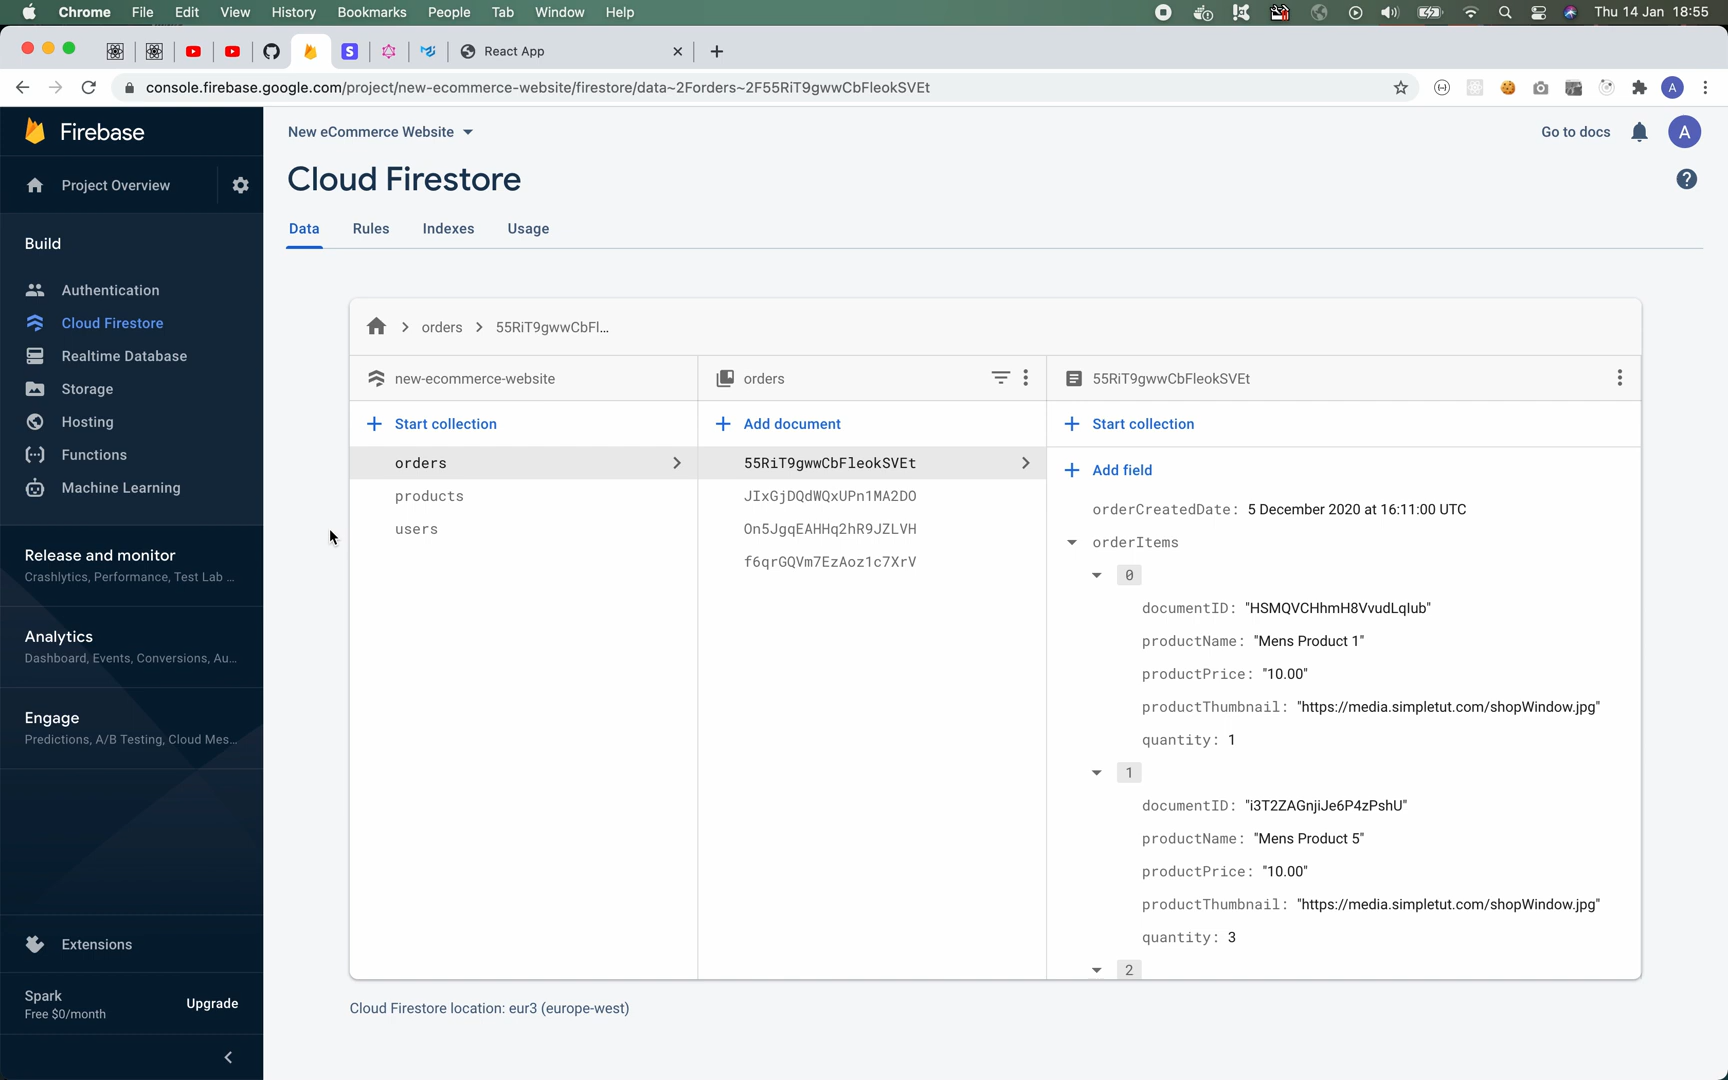 Chrome File Edit View History Bookmarks People Tab Window Help Thu 14 Jan 18:55
React App
console.firebase.google.com/project/new-ecommerce-website/firestore/data~2Forders~2F55RiT9gwwCbFleokSVEt
Firebase
Project Overview
Build
Authentication
Cloud Firestore
Realtime Database
Storage
Hosting
Functions
Machine Learning
Release and monitor
Crashlytics, Performance, Test Lab ...
Analytics
Dashboard, Events, Conversions, Au...
Engage
Predictions, A/B Testing, Cloud Mes...
Extensions
Spark
Free $0/month
Upgrade
New eCommerce Website
Go to docs
A
Cloud Firestore
Data Rules Indexes Usage
orders 55RiT9gwwCbFl...
new-ecommerce-website
Start collection
orders
products
users
orders
Add document
55RiT9gwwCbFleokSVEt
JIxGjDQdWQxUPn1MA2DO
On5JgqEAHHq2hR9JZLVH
f6qrGQVm7EzAoz1c7XrV
55RiT9gwwCbFleokSVEt
Start collection
Add field
orderCreatedDate: 5 December 2020 at 16:11:00 UTC
orderItems
0
documentID: "HSMQVCHhmH8VvudLqlub"
productName: "Mens Product 1"
productPrice: "10.00"
productThumbnail: "https://media.simpletut.com/shopWindow.jpg"
quantity: 1
1
documentID: "i3T2ZAGnjiJe6P4zPshU"
productName: "Mens Product 5"
productPrice: "10.00"
productThumbnail: "https://media.simpletut.com/shopWindow.jpg"
quantity: 3
2
Cloud Firestore location: eur3 (europe-west)